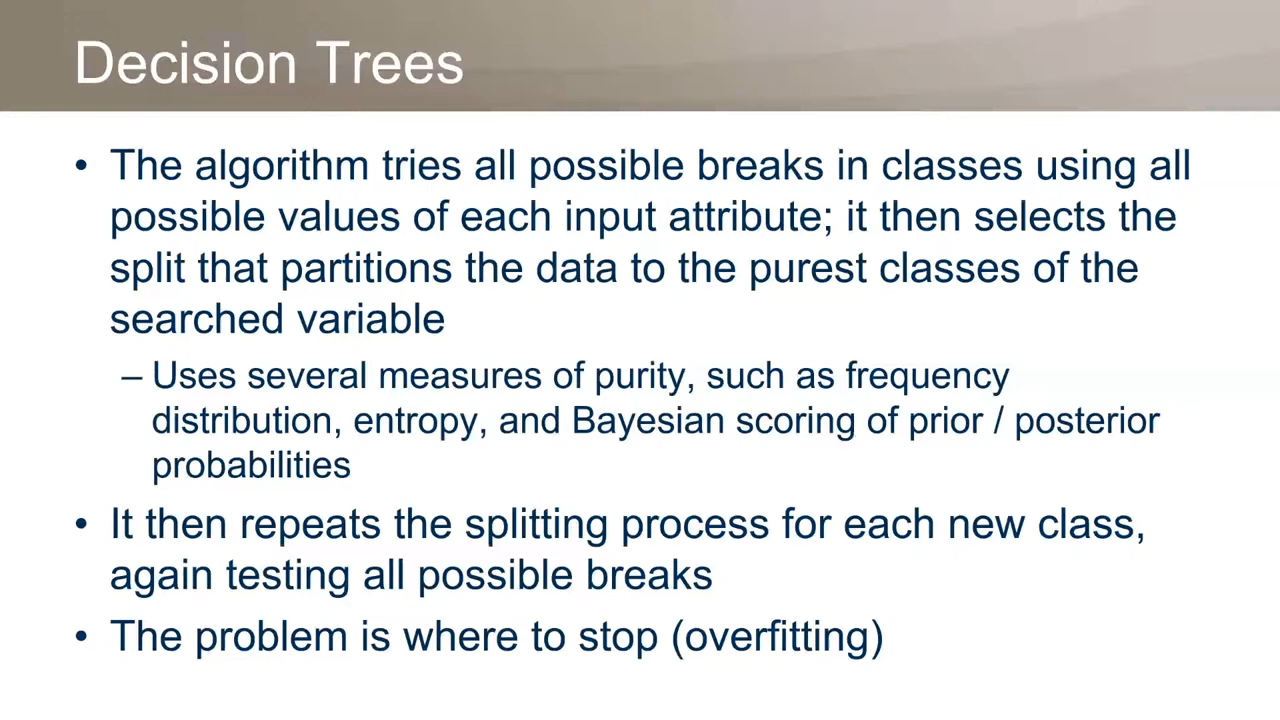 Decision Trees
• The algorithm tries all possible breaks in classes using all
possible values of each input attribute; it then selects the
split that partitions the data to the purest classes of the
searched variable
– Uses several measures of purity, such as frequency
distribution, entropy, and Bayesian scoring of prior / posterior
probabilities
• It then repeats the splitting process for each new class,
again testing all possible breaks
• The problem is where to stop (overfitting)